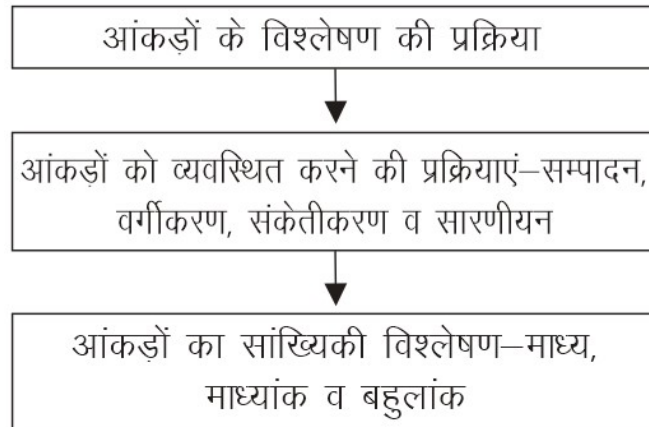 आंकड़ों के विश्लेषण की प्रक्रिया
आंकड़ों को व्यवस्थित करने की प्रक्रियाएं–सम्पादन,
वर्गीकरण, संकेतीकरण व सारणीयन
आंकड़ों का सांख्यिकी विश्लेषण–माध्य,
माध्यांक व बहुलांक